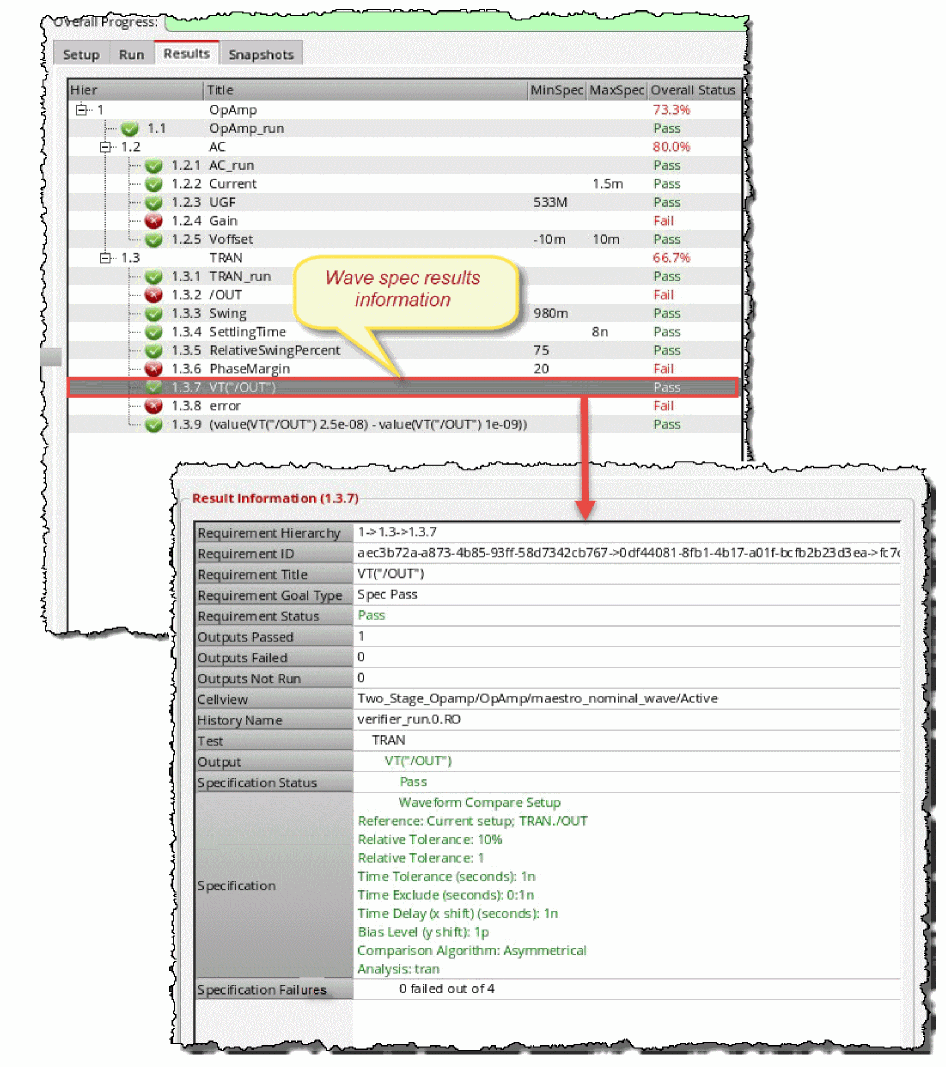 Overall Progress:
Setup Run Results Snapshots
Hier Title MinSpec MaxSpec Overall Status
1 OpAmp 73.3%
1.1 OpAmp_run Pass
1.2 AC 80.0%
1.2.1 AC_run Pass
1.2.2 Current 1.5m Pass
1.2.3 UGF 533M Pass
1.2.4 Gain Fail
1.2.5 Voffset -10m 10m Pass
1.3 TRAN 66.7%
1.3.1 TRAN_run Pass
1.3.2 /OUT Fail
1.3.3 Swing 980m Pass
1.3.4 SettlingTime 8n Pass
1.3.5 RelativeSwingPercent 75 Pass
1.3.6 PhaseMargin 20 Fail
1.3.7 VT("/OUT") Pass
1.3.8 error Fail
1.3.9 (value(VT("/OUT") 2.5e-08) - value(VT("/OUT") 1e-09)) Pass
Wave spec results
information
Result Information (1.3.7)
Requirement Hierarchy 1->1.3->1.3.7
Requirement ID aec3b72a-a873-4b85-93ff-58d7342cb767->0df44081-8fb1-4b17-a01f-bcfb2b23d3ea->fc7
Requirement Title VT("/OUT")
Requirement Goal Type Spec Pass
Requirement Status Pass
Outputs Passed 1
Outputs Failed 0
Outputs Not Run 0
Cellview Two_Stage_Opamp/OpAmp/maestro_nominal_wave/Active
History Name verifier_run.0.RO
Test TRAN
Output VT("/OUT")
Specification Status Pass
Specification Waveform Compare Setup
Reference: Current setup; TRAN./OUT
Relative Tolerance: 10%
Relative Tolerance: 1
Time Tolerance (seconds): 1n
Time Exclude (seconds): 0:1n
Time Delay (x shift) (seconds): 1n
Bias Level (y shift): 1p
Comparison Algorithm: Asymmetrical
Analysis: tran
Specification Failures 0 failed out of 4